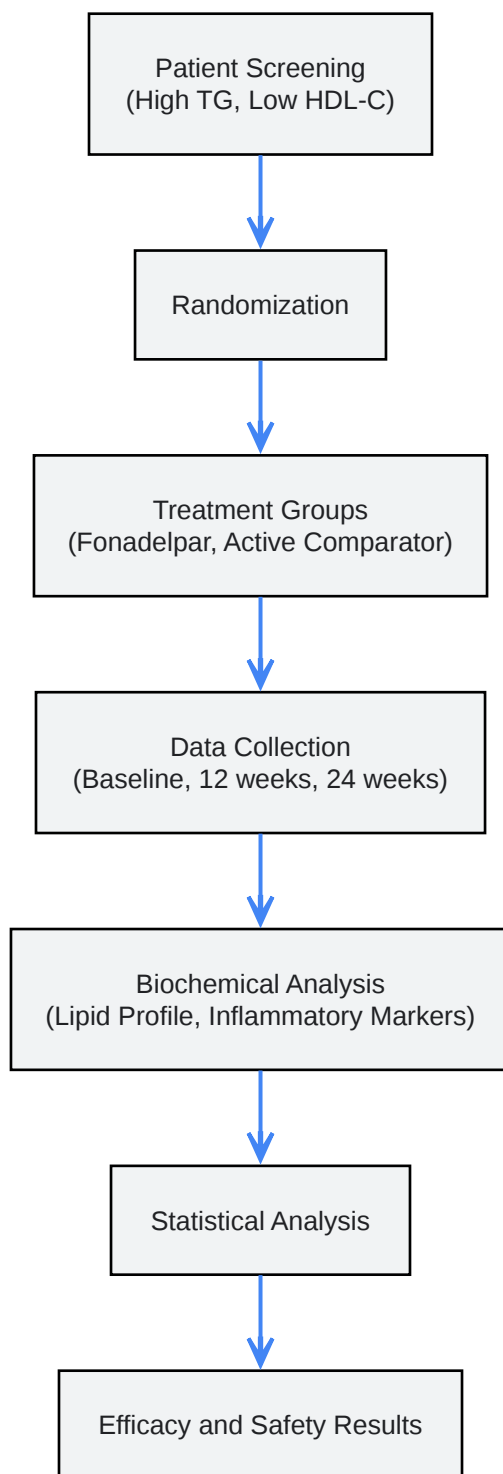 Patient Screening
(High TG, Low HDL-C)
Randomization
Treatment Groups
(Fonadelpar, Active Comparator)
Data Collection
(Baseline, 12 weeks, 24 weeks)
Biochemical Analysis
(Lipid Profile, Inflammatory Markers)
Statistical Analysis
Efficacy and Safety Results